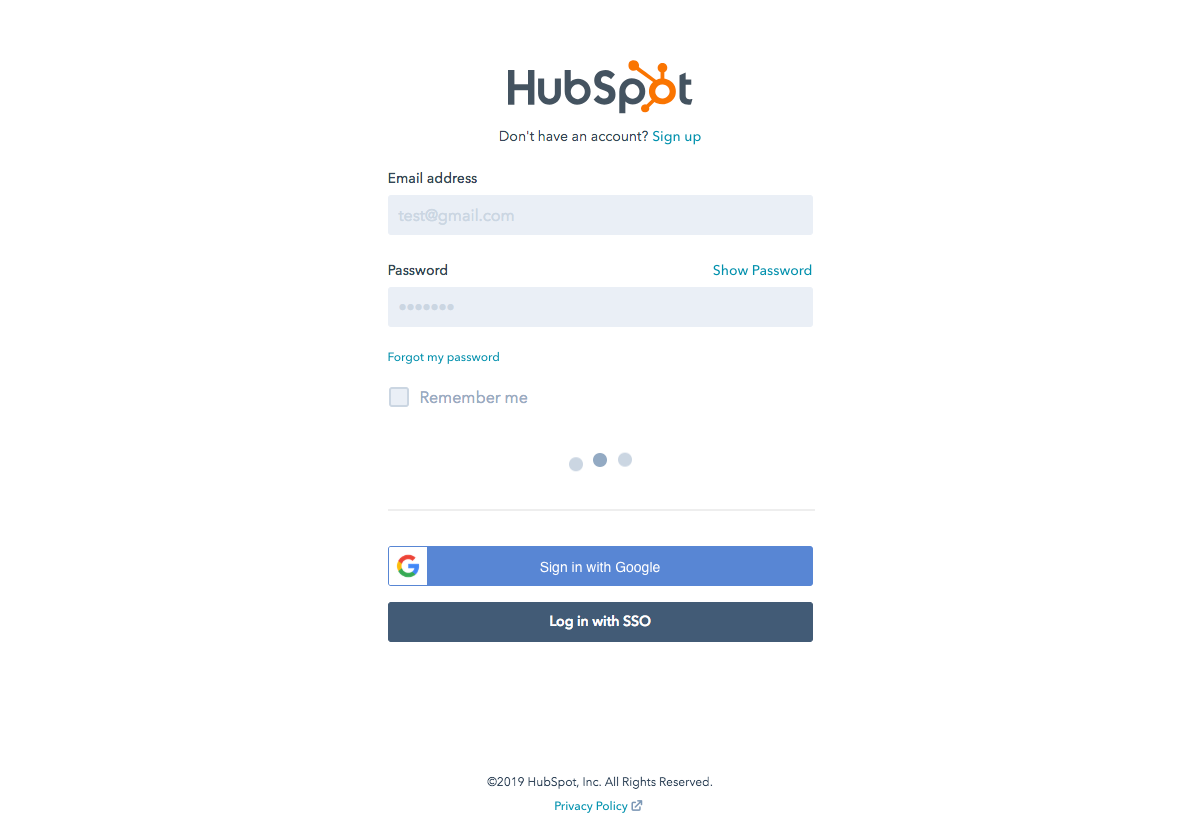 HubSpot
Don't have an account? Sign up
Email address
test@gmail.com
Password Show Password
•••••••
Forgot my password
Remember me
Sign in with Google
Log in with SSO
©2019 HubSpot, Inc. All Rights Reserved.
Privacy Policy